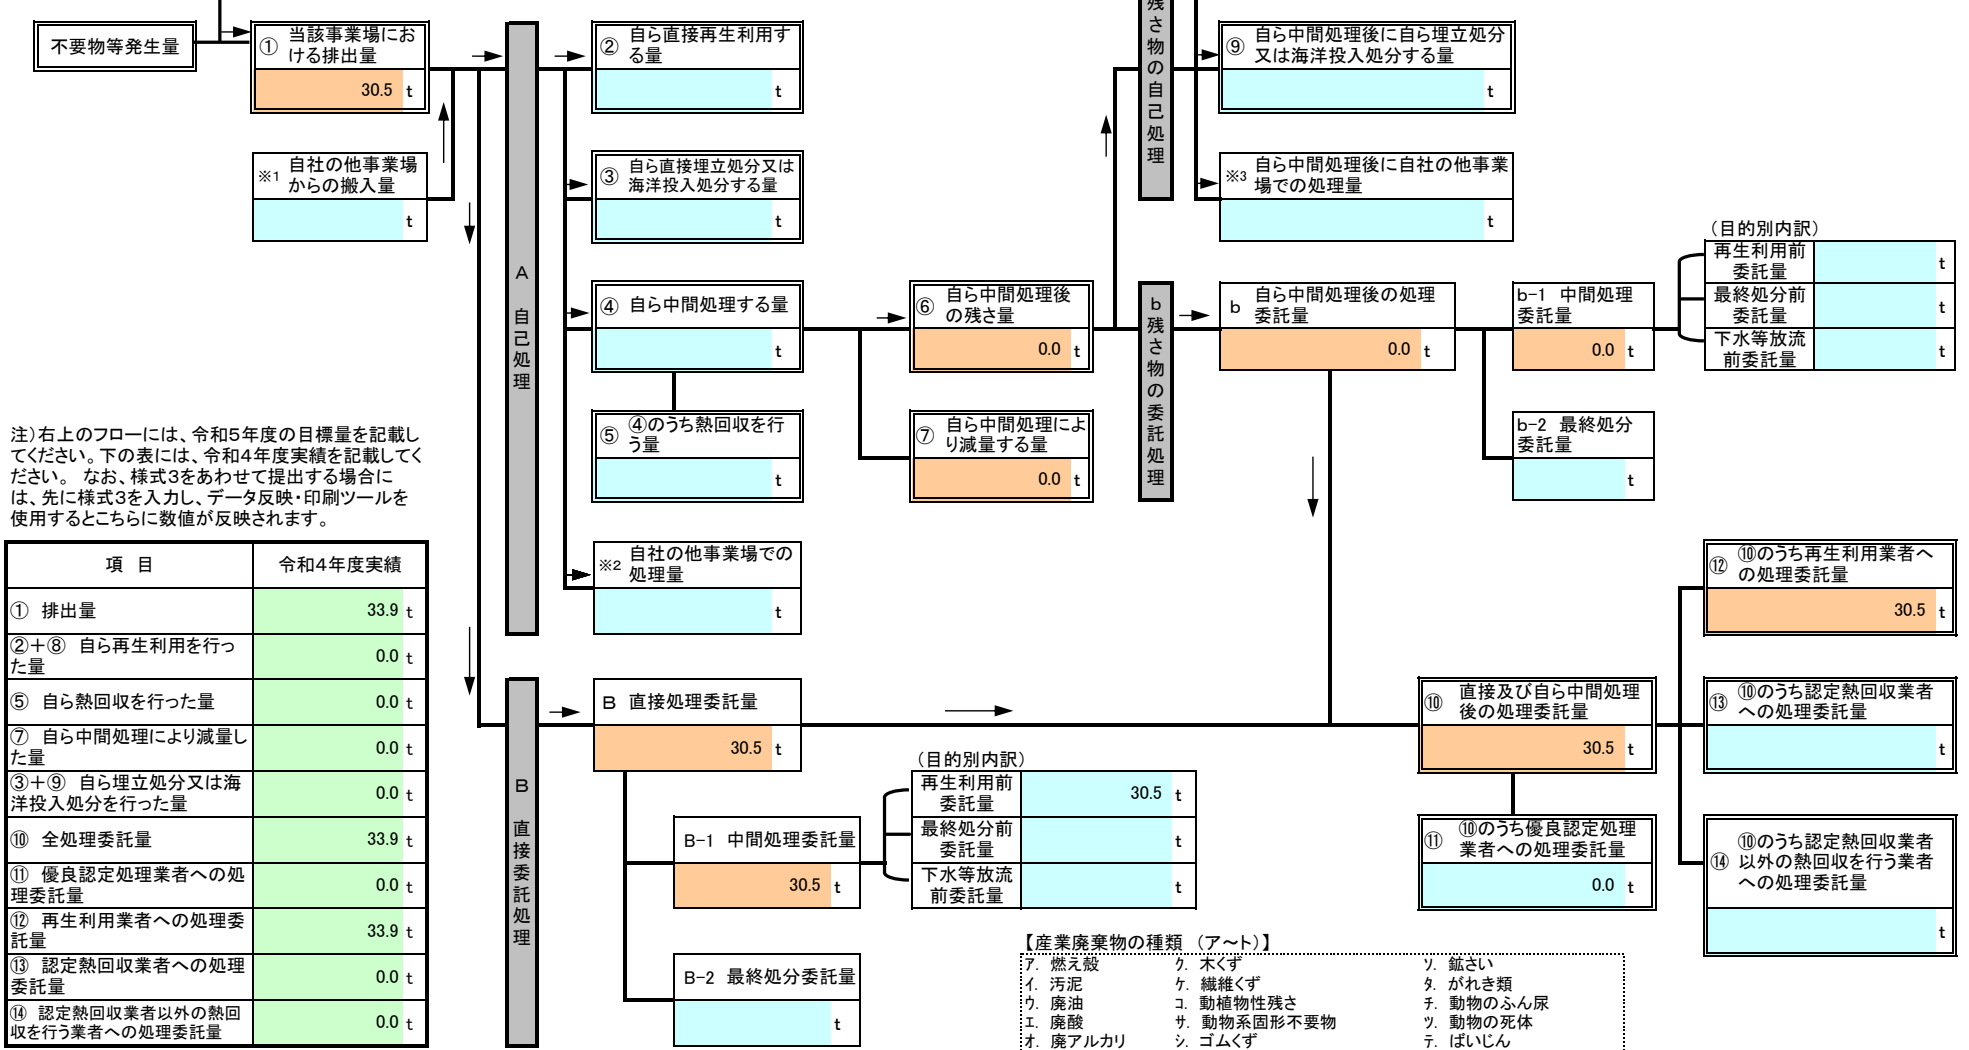 不要物等発生量
①
当該事業場にお
ける排出量
30.5 t
※1
自社の他事業場
からの搬入量
t
A 自己処理
②
自ら直接再生利用す
る量
t
③
自ら直接埋立処分又は
海洋投入処分する量
t
④ 自ら中間処理する量
t
⑤
④のうち熱回収を行
う量
t
※2
自社の他事業場での
処理量
t
⑥
自ら中間処理後
の残さ量
0.0 t
⑦
自ら中間処理によ
り減量する量
0.0 t
残さ物の自己処理
⑨
自ら中間処理後に自ら埋立処分
又は海洋投入処分する量
t
※3
自ら中間処理後に自社の他事業
場での処理量
t
b 残さ物の委託処理
b
自ら中間処理後の処理
委託量
0.0 t
b-1 中間処理
委託量
0.0 t
b-2 最終処分
委託量
t
(目的別内訳)
再生利用前
委託量
t
最終処分前
委託量
t
下水等放流
前委託量
t
注)右上のフローには、令和5年度の目標量を記載し
てください。下の表には、令和4年度実績を記載してく
ださい。 なお、様式3をあわせて提出する場合に
は、先に様式3を入力し、データ反映・印刷ツールを
使用するとこちらに数値が反映されます。
項 目 令和4年度実績
① 排出量 33.9 t
②+⑧ 自ら再生利用を行っ
た量 0.0 t
⑤ 自ら熱回収を行った量 0.0 t
⑦ 自ら中間処理により減量し
た量 0.0 t
③+⑨ 自ら埋立処分又は海
洋投入処分を行った量 0.0 t
⑩ 全処理委託量 33.9 t
⑪ 優良認定処理業者への処
理委託量 0.0 t
⑫ 再生利用業者への処理委
託量 33.9 t
⑬ 認定熱回収業者への処理
委託量 0.0 t
⑭ 認定熱回収業者以外の熱回
収を行う業者への処理委託量 0.0 t
B 直接委託処理
B 直接処理委託量
30.5 t
B-1 中間処理委託量
30.5 t
B-2 最終処分委託量
t
(目的別内訳)
再生利用前
委託量
30.5 t
最終処分前
委託量
t
下水等放流
前委託量
t
⑩
直接及び自ら中間処理
後の処理委託量
30.5 t
⑪
⑩のうち優良認定処理
業者への処理委託量
0.0 t
⑫
⑩のうち再生利用業者へ
の処理委託量
30.5 t
⑬
⑩のうち認定熱回収業者
への処理委託量
t
⑭
⑩のうち認定熱回収業者
以外の熱回収を行う業者
への処理委託量
t
【産業廃棄物の種類 (ア~ト)】
ア. 燃え殻 ク. 木くず ソ. 鉱さい
イ. 汚泥 ケ. 繊維くず タ. がれき類
ウ. 廃油 コ. 動植物性残さ チ. 動物のふん尿
エ. 廃酸 サ. 動物系固形不要物 ツ. 動物の死体
オ. 廃アルカリ シ. ゴムくず テ. ばいじん